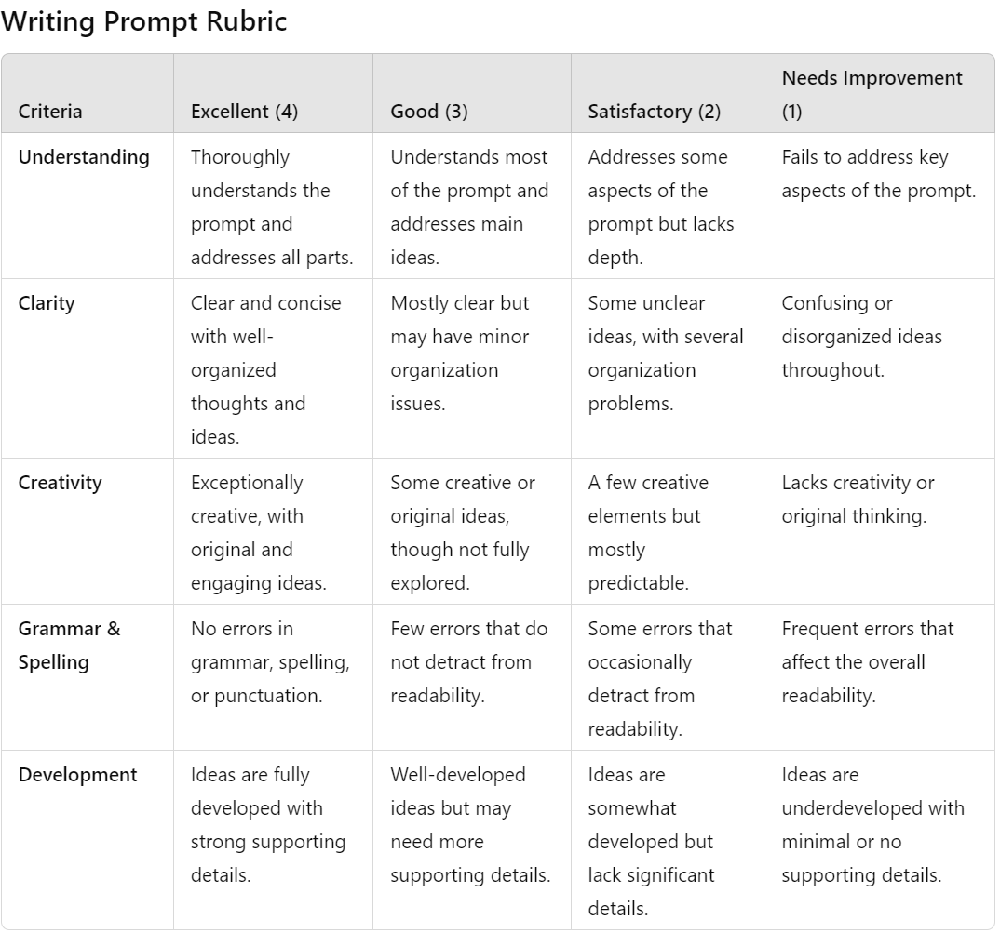 Writing Prompt Rubric
Criteria
Excellent (4)
Good (3)
Satisfactory (2)
Needs Improvement
(1)
Understanding
Thoroughly
understands the
prompt and
addresses all parts.
Understands most
of the prompt and
addresses main
ideas.
Addresses some
aspects of the
prompt but lacks
depth.
Fails to address key
aspects of the prompt.
Clarity
Clear and concise
with well-
organized
thoughts and
ideas.
Mostly clear but
may have minor
organization
issues.
Some unclear
ideas, with several
organization
problems.
Confusing or
disorganized ideas
throughout.
Creativity
Exceptionally
creative, with
original and
engaging ideas.
Some creative or
original ideas,
though not fully
explored.
A few creative
elements but
mostly
predictable.
Lacks creativity or
original thinking.
Grammar &
Spelling
No errors in
grammar, spelling,
or punctuation.
Few errors that do
not detract from
readability.
Some errors that
occasionally
detract from
readability.
Frequent errors that
affect the overall
readability.
Development
Ideas are fully
developed with
strong supporting
details.
Well-developed
ideas but may
need more
supporting details.
Ideas are
somewhat
developed but
lack significant
details.
Ideas are
underdeveloped with
minimal or no
supporting details.